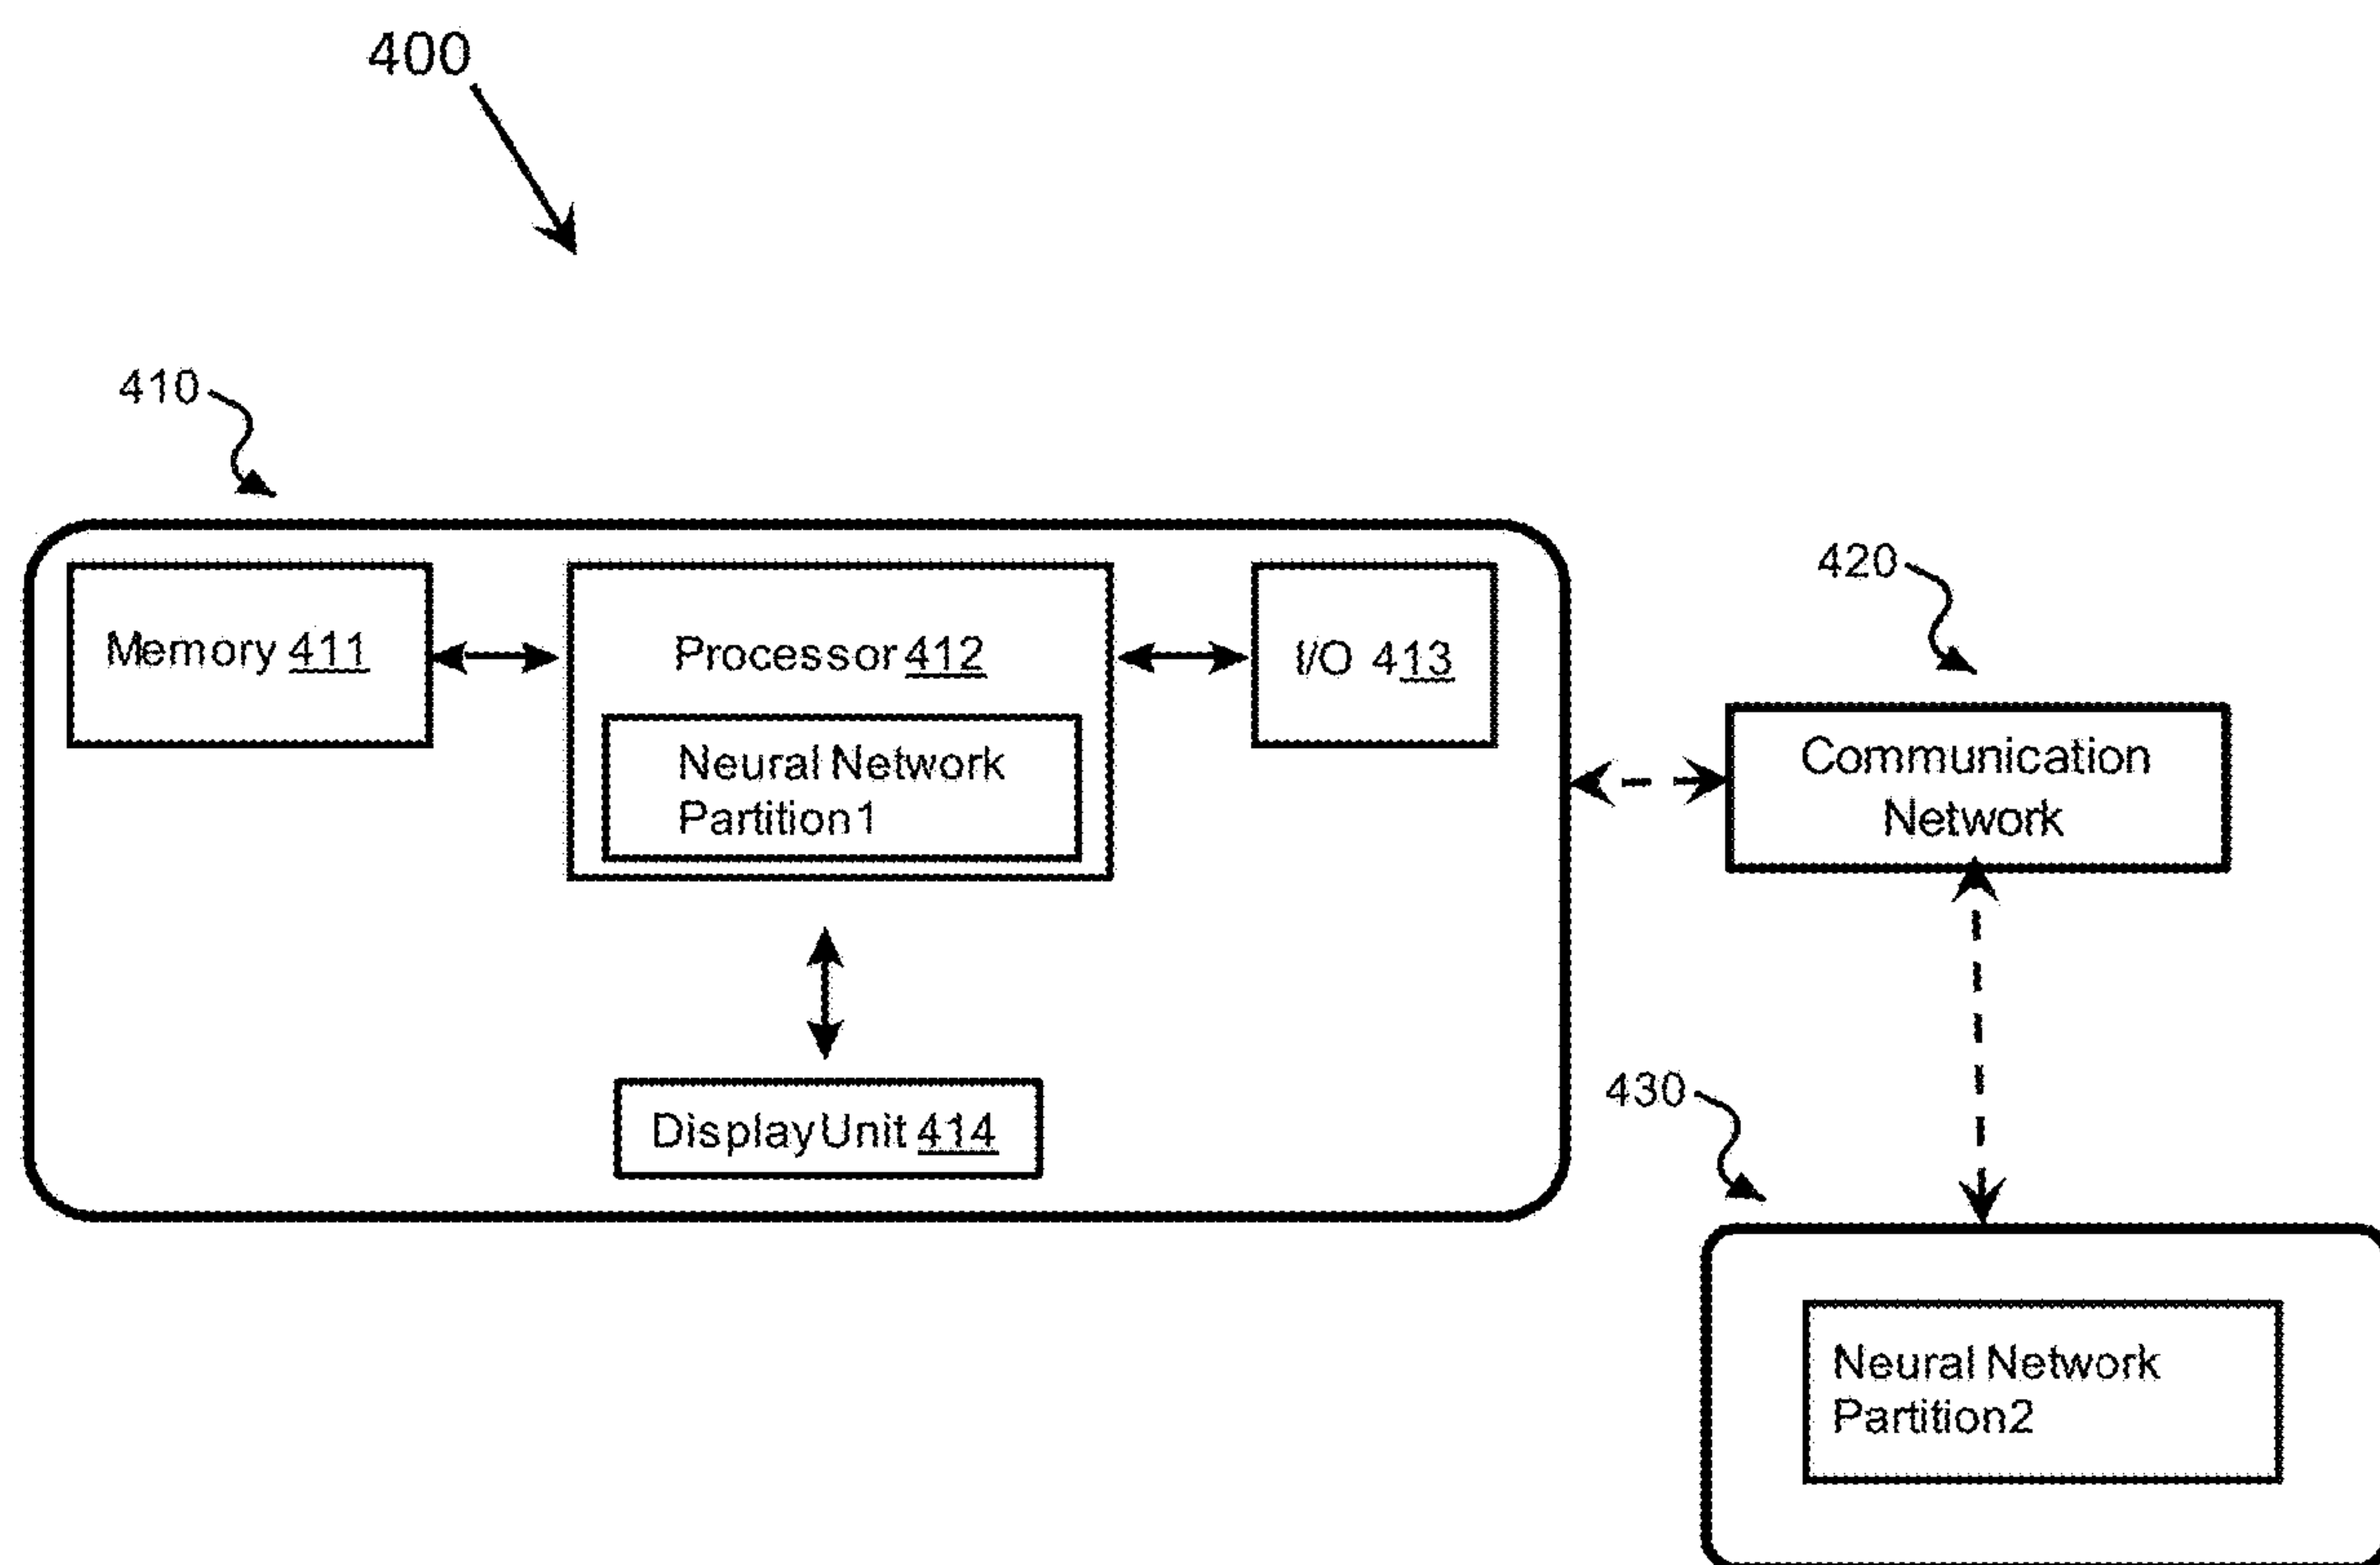 400
410
Memory 411
Processor 412
I/O 413
Neural Network
Partition1
Display Unit 414
420
Communication
Network
430
Neural Network
Partition2